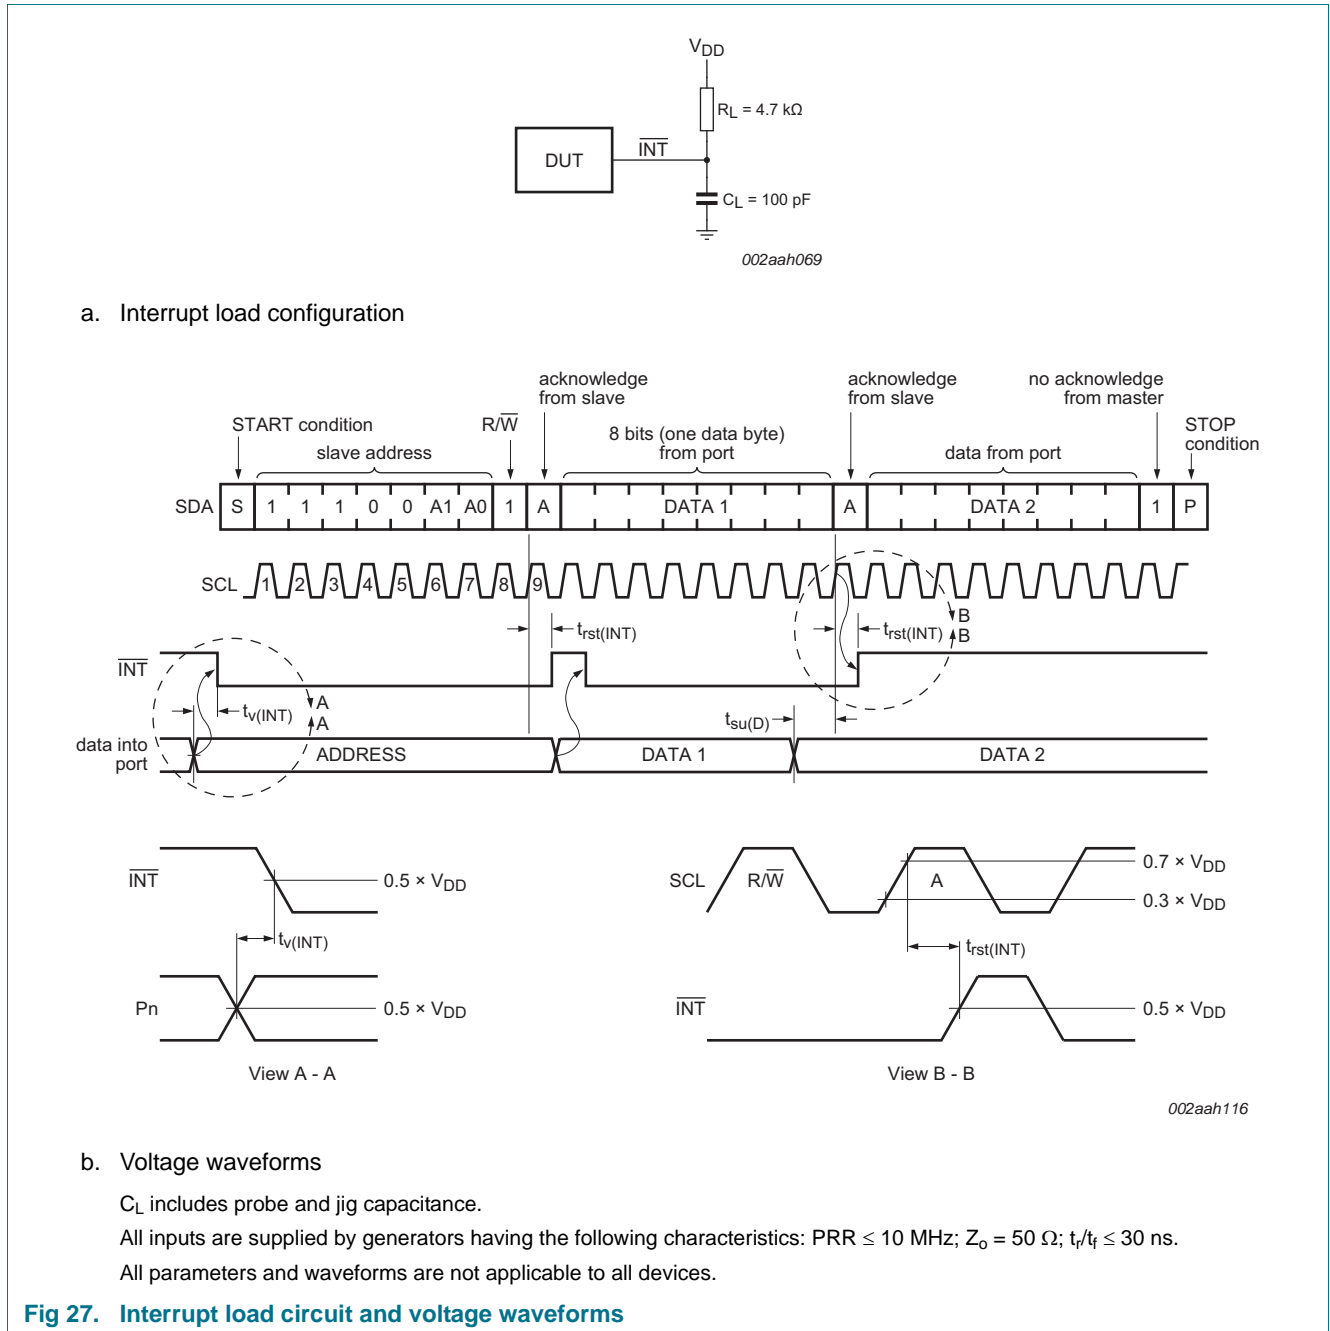 VDD
RL = 4.7 kΩ
DUT
INT
CL = 100 pF
002aah069
a. Interrupt load configuration
acknowledge
from slave
acknowledge
from slave
no acknowledge
from master
START condition
R/W
8 bits (one data byte)
from port
STOP
condition
slave address
data from port
SDA S 1 1 1 0 0 A1 A0 1 A DATA 1 A DATA 2 1 P
SCL 1 2 3 4 5 6 7 8 9
trst(INT)
trst(INT)
B
B
INT
tv(INT)
A
A
tsu(D)
data into
port
ADDRESS DATA 1 DATA 2
INT
0.5 × VDD
tv(INT)
Pn
0.5 × VDD
View A - A
SCL R/W A
0.7 × VDD
0.3 × VDD
trst(INT)
INT
0.5 × VDD
View B - B
002aah116
b. Voltage waveforms
CL includes probe and jig capacitance.
All inputs are supplied by generators having the following characteristics: PRR ≤ 10 MHz; Zo = 50 Ω; tr/tf ≤ 30 ns.
All parameters and waveforms are not applicable to all devices.
Fig 27. Interrupt load circuit and voltage waveforms